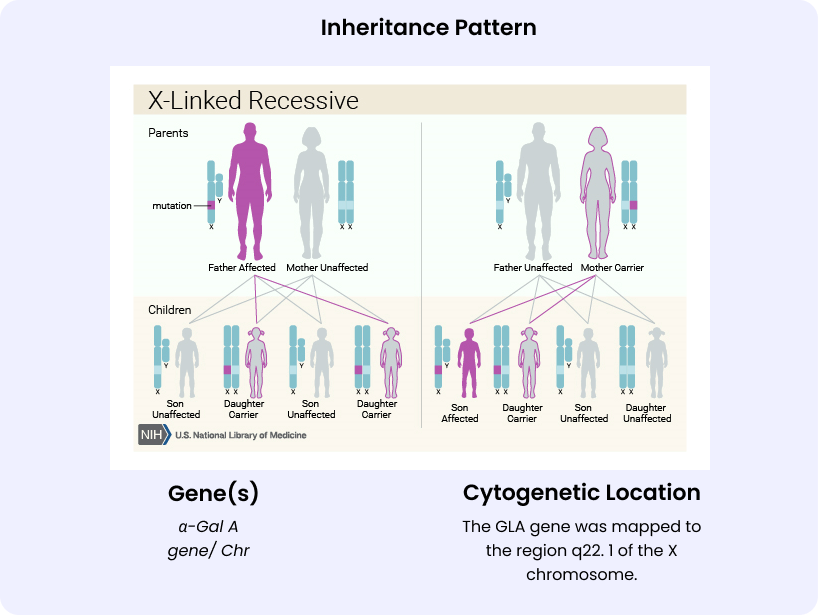 Inheritance Pattern
X-Linked Recessive
Parents
mutation
Y
X
X X
Father Affected
Mother Unaffected
Y
X
X X
Father Unaffected
Mother Carrier
Children
Y
X
Son
Unaffected
X X
Daughter
Carrier
Y
X
Son
Unaffected
X X
Daughter
Carrier
Y
X
Son
Affected
X X
Daughter
Carrier
Y
X
Son
Unaffected
X X
Daughter
Unaffected
NIH U.S. National Library of Medicine
Gene(s)
α-Gal A
gene/ Chr
Cytogenetic Location
The GLA gene was mapped to
the region q22. 1 of the X
chromosome.